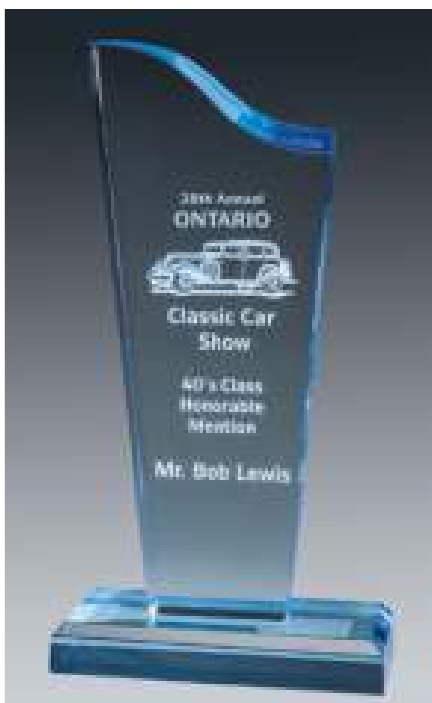 28th Annual
ONTARIO
Classic Car
Show
40's Class
Honorable
Mention
Mr. Bob Lewis